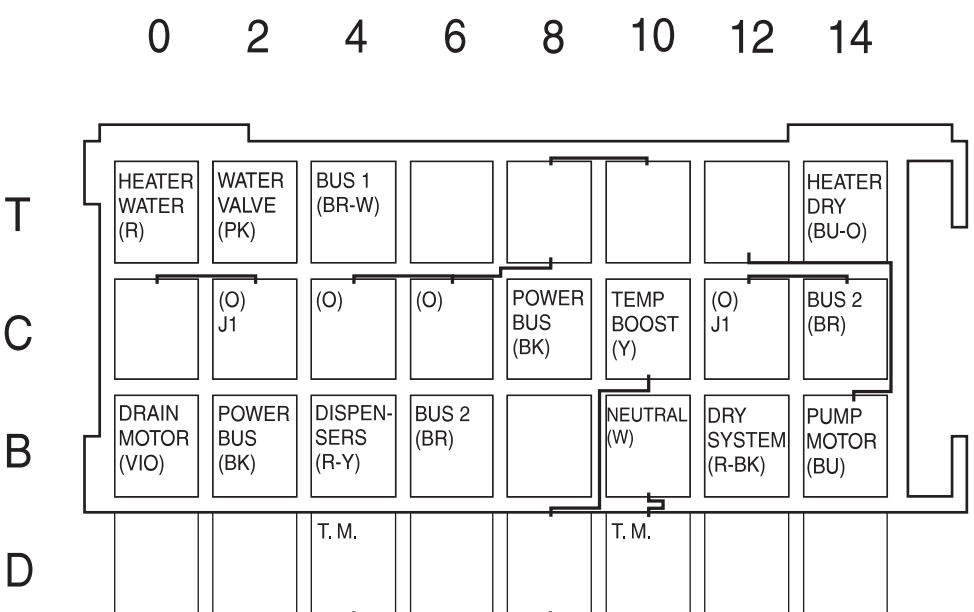 0 2 4 6 8 10 12 14
T
HEATER
WATER
(R)
WATER
VALVE
(PK)
BUS 1
(BR-W)
HEATER
DRY
(BU-O)
C
(O)
J1
(O)
(O)
POWER
BUS
(BK)
TEMP
BOOST
(Y)
(O)
J1
BUS 2
(BR)
B
DRAIN
MOTOR
(VIO)
POWER
BUS
(BK)
DISPEN-
SERS
(R-Y)
BUS 2
(BR)
NEUTRAL
(W)
DRY
SYSTEM
(R-BK)
PUMP
MOTOR
(BU)
D
T. M.
T. M.